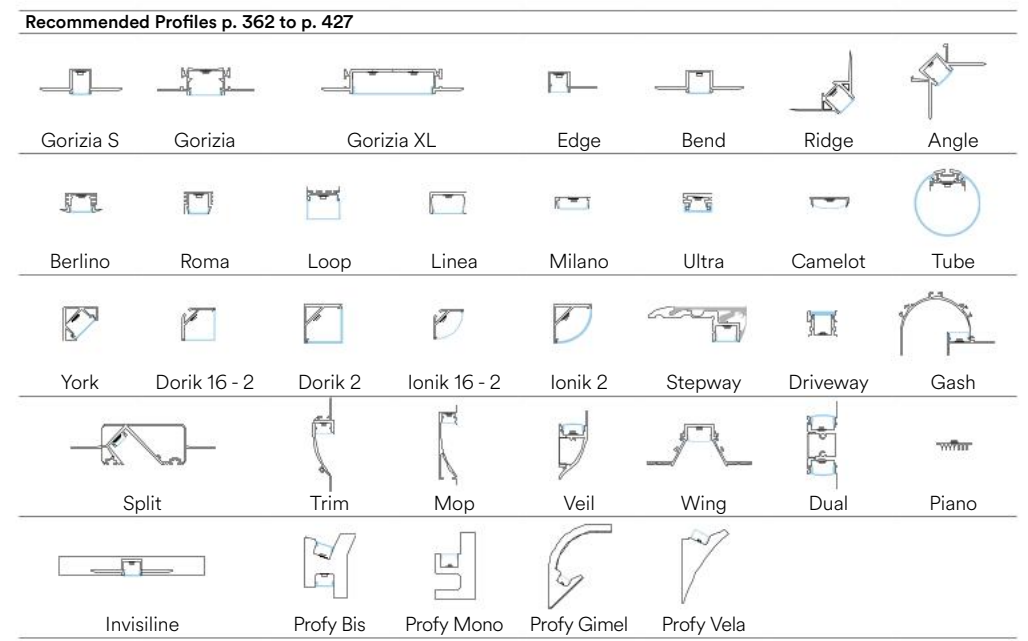 Recommended Profiles p. 362 to p. 427
Gorizia S Gorizia Gorizia XL Edge Bend Ridge Angle
Berlino Roma Loop Linea Milano Ultra Camelot Tube
York Dorik 16 - 2 Dorik 2 Ionik 16 - 2 Ionik 2 Stepway Driveway Gash
Split Trim Mop Veil Wing Dual Piano
Invisiline Profy Bis Profy Mono Profy Gimel Profy Vela